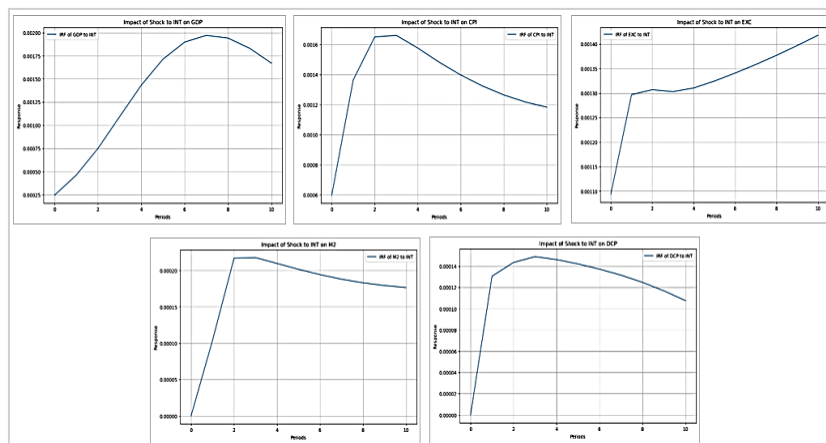 Impact of Shock to INT on GDP
IRF of GDP to INT
Response
0.00200
0.00175
0.00150
0.00125
0.00100
0.00075
0.00050
0.00025
0 2 4 6 8 10
Periods
Impact of Shock to INT on CPI
IRF of CPI to INT
Response
0.0016
0.0014
0.0012
0.0010
0.0008
0.0006
0 2 4 6 8 10
Periods
Impact of Shock to INT on EXC
IRF of EXC to INT
Response
0.00140
0.00135
0.00130
0.00125
0.00120
0.00115
0.00110
0 2 4 6 8 10
Periods
Impact of Shock to INT on M2
IRF of M2 to INT
Response
0.00020
0.00015
0.00010
0.00005
0.00000
0 2 4 6 8 10
Periods
Impact of Shock to INT on DCP
IRF of DCP to INT
Response
0.00014
0.00012
0.00010
0.00008
0.00006
0.00004
0.00002
0.00000
0 2 4 6 8 10
Periods